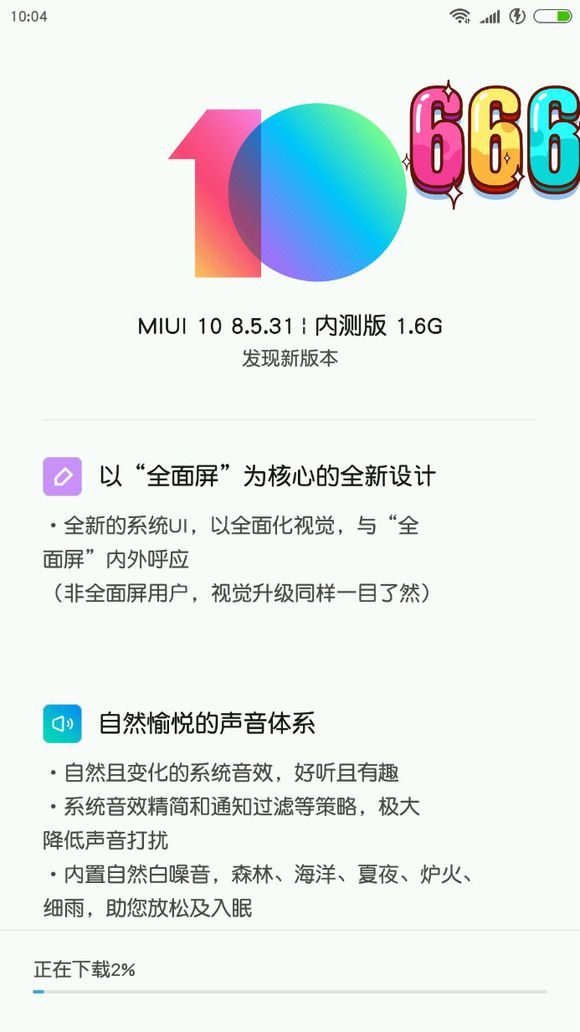 10:04
666
10
MIUI 10 8.5.31 ¦ 内测版 1.6G
发现新版本
以“全面屏”为核心的全新设计
·全新的系统UI，以全面化视觉，与“全
面屏”内外呼应
（非全面屏用户，视觉升级同样一目了然）
自然愉悦的声音体系
·自然且变化的系统音效，好听且有趣
·系统音效精简和通知过滤等策略，极大
降低声音打扰
·内置自然白噪音，森林、海洋、夏夜、炉火、
细雨，助您放松及入眠
正在下载2%